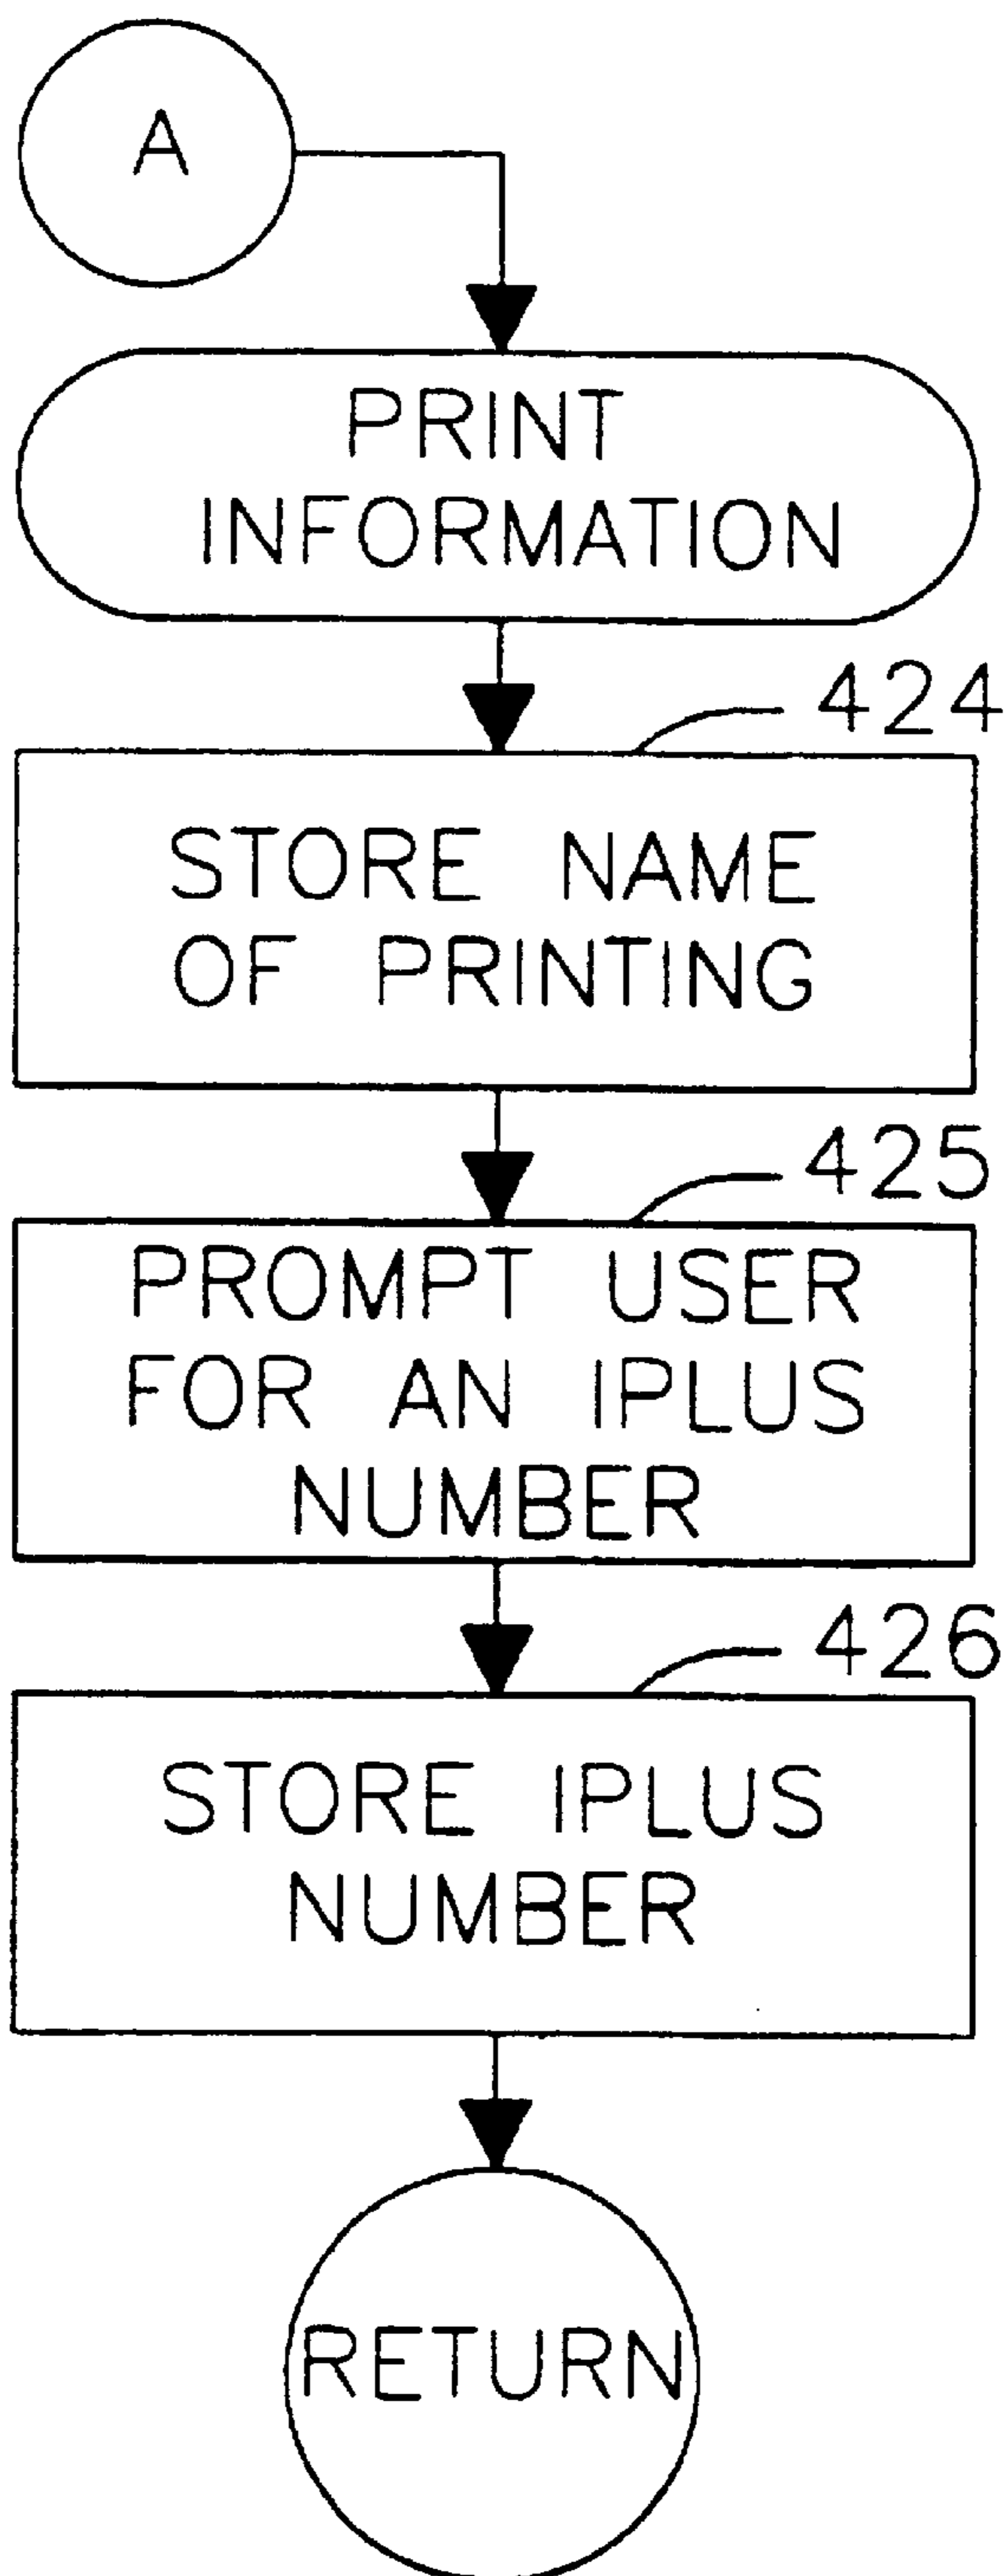 A
PRINT
INFORMATION
424
STORE NAME
OF PRINTING
425
PROMPT USER
FOR AN IPLUS
NUMBER
426
STORE IPLUS
NUMBER
RETURN